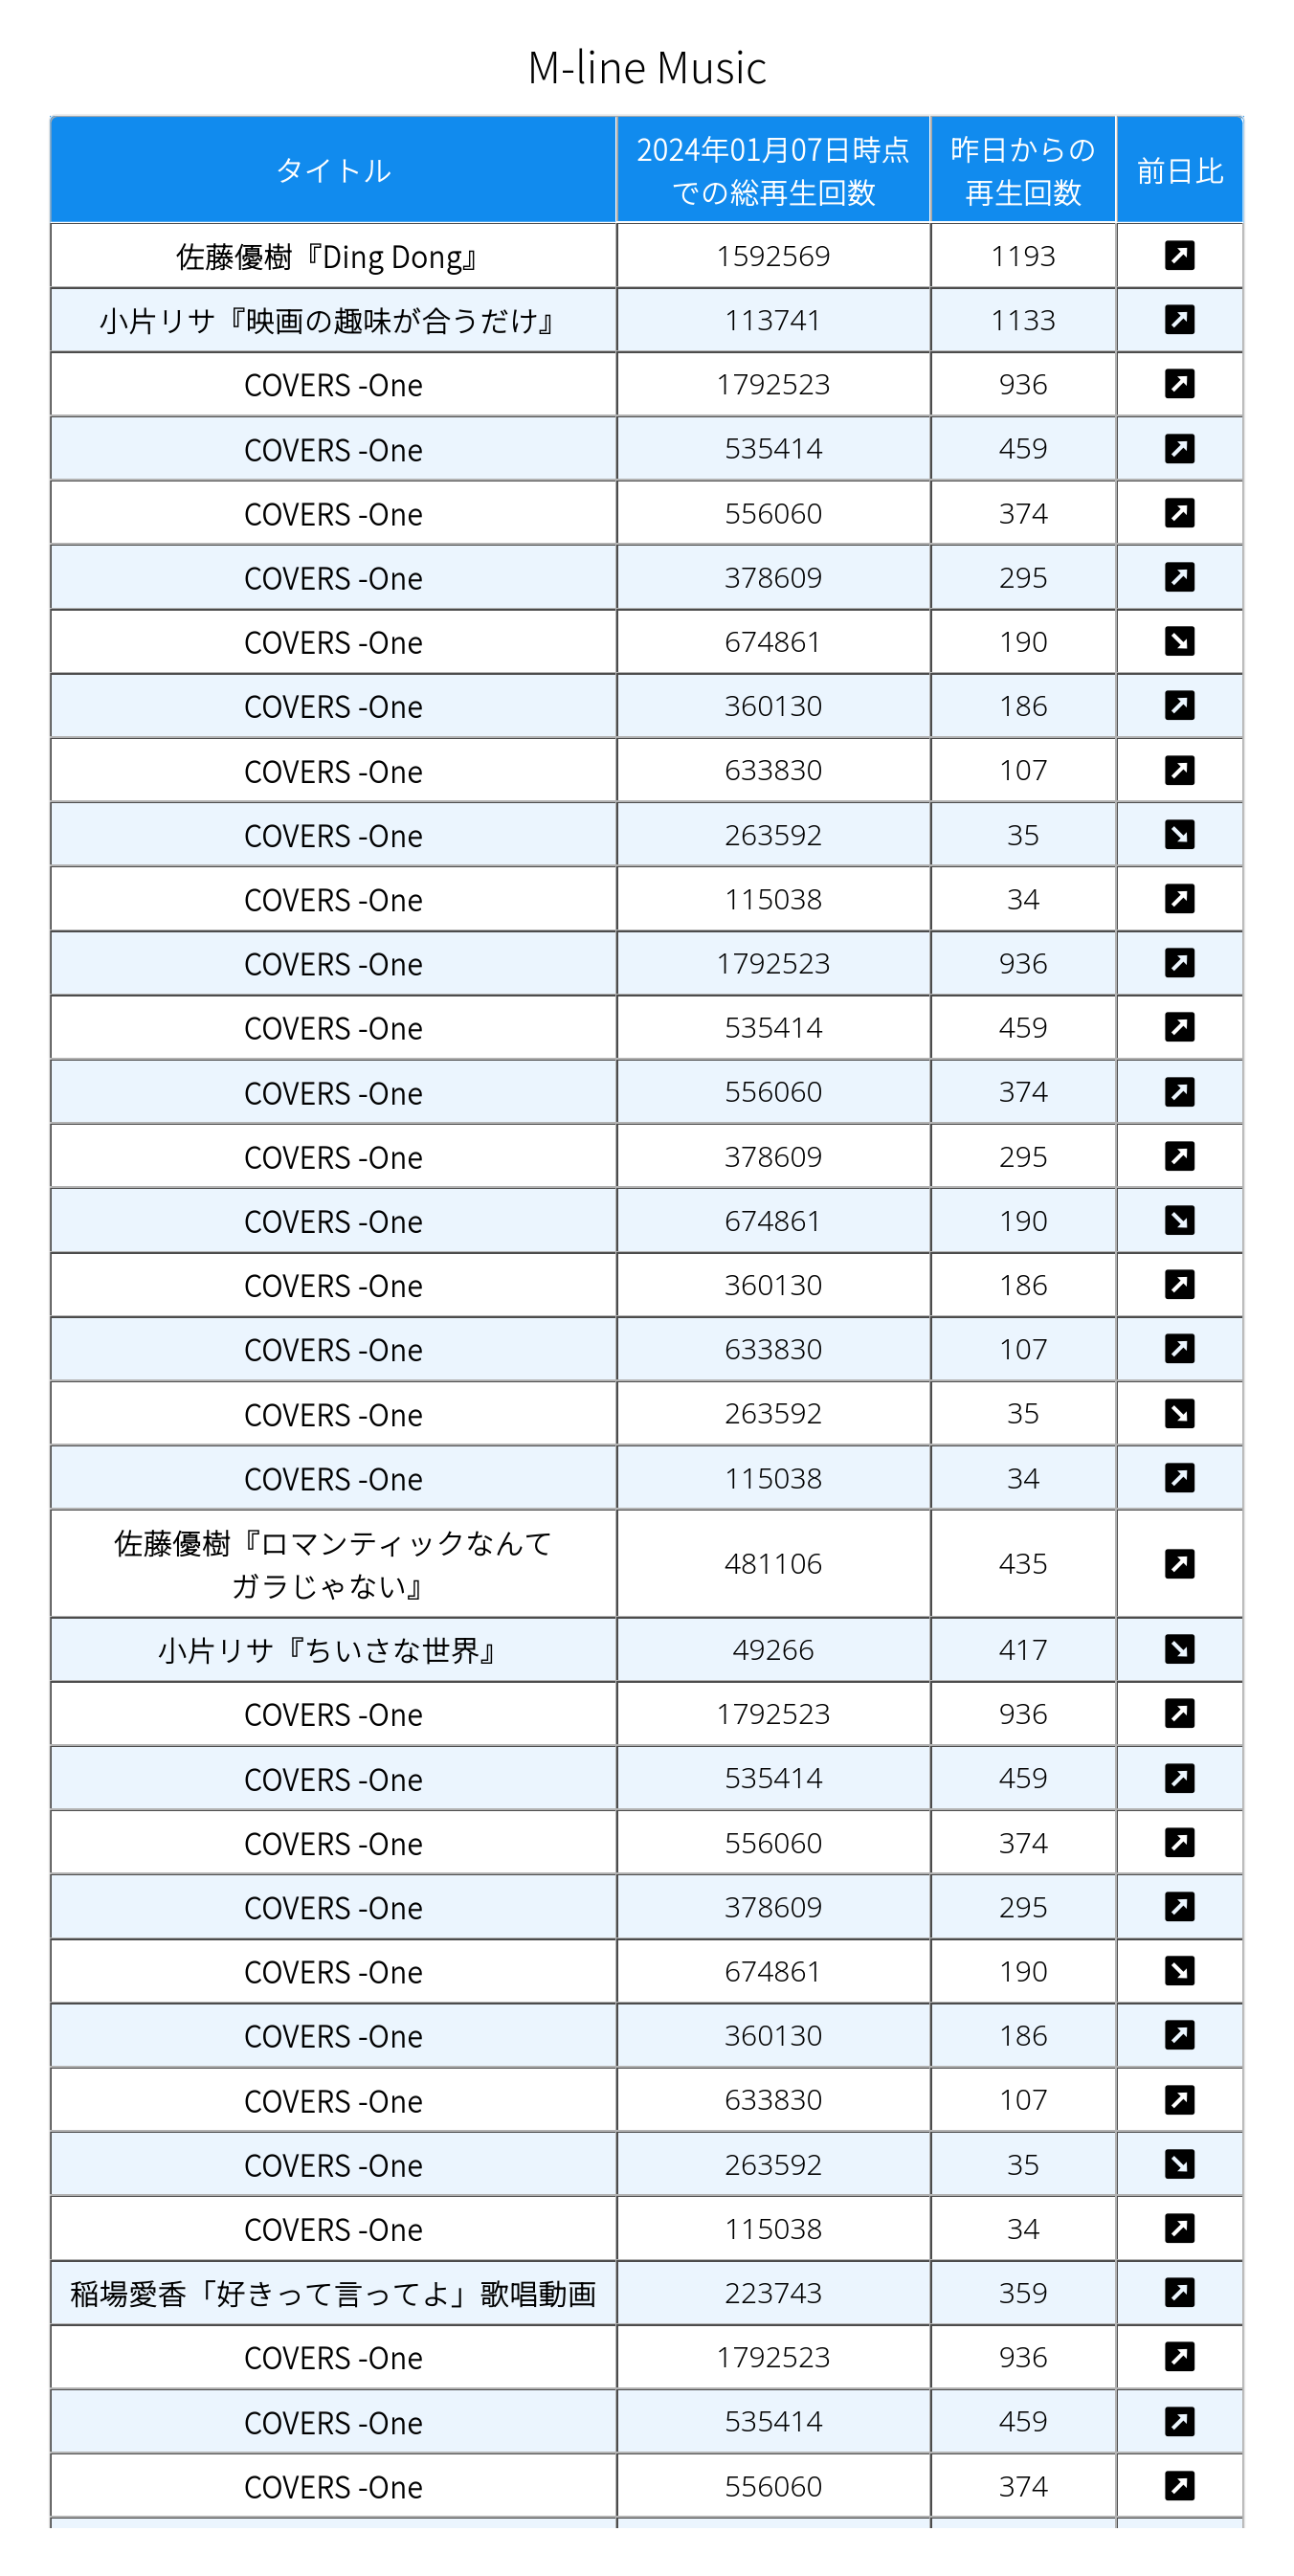 M-line Music
タイトル
2024年01月07日時点
での総再生回数
昨日からの
再生回数
前日比
佐藤優樹『Ding Dong』 1592569 1193
小片リサ『映画の趣味が合うだけ』 113741 1133
COVERS -One 1792523 936
COVERS -One 535414 459
COVERS -One 556060 374
COVERS -One 378609 295
COVERS -One 674861 190
COVERS -One 360130 186
COVERS -One 633830 107
COVERS -One 263592 35
COVERS -One 115038 34
COVERS -One 1792523 936
COVERS -One 535414 459
COVERS -One 556060 374
COVERS -One 378609 295
COVERS -One 674861 190
COVERS -One 360130 186
COVERS -One 633830 107
COVERS -One 263592 35
COVERS -One 115038 34
佐藤優樹『ロマンティックなんて
ガラじゃない』 481106 435
小片リサ『ちいさな世界』 49266 417
COVERS -One 1792523 936
COVERS -One 535414 459
COVERS -One 556060 374
COVERS -One 378609 295
COVERS -One 674861 190
COVERS -One 360130 186
COVERS -One 633830 107
COVERS -One 263592 35
COVERS -One 115038 34
稲場愛香「好きって言ってよ」歌唱動画 223743 359
COVERS -One 1792523 936
COVERS -One 535414 459
COVERS -One 556060 374